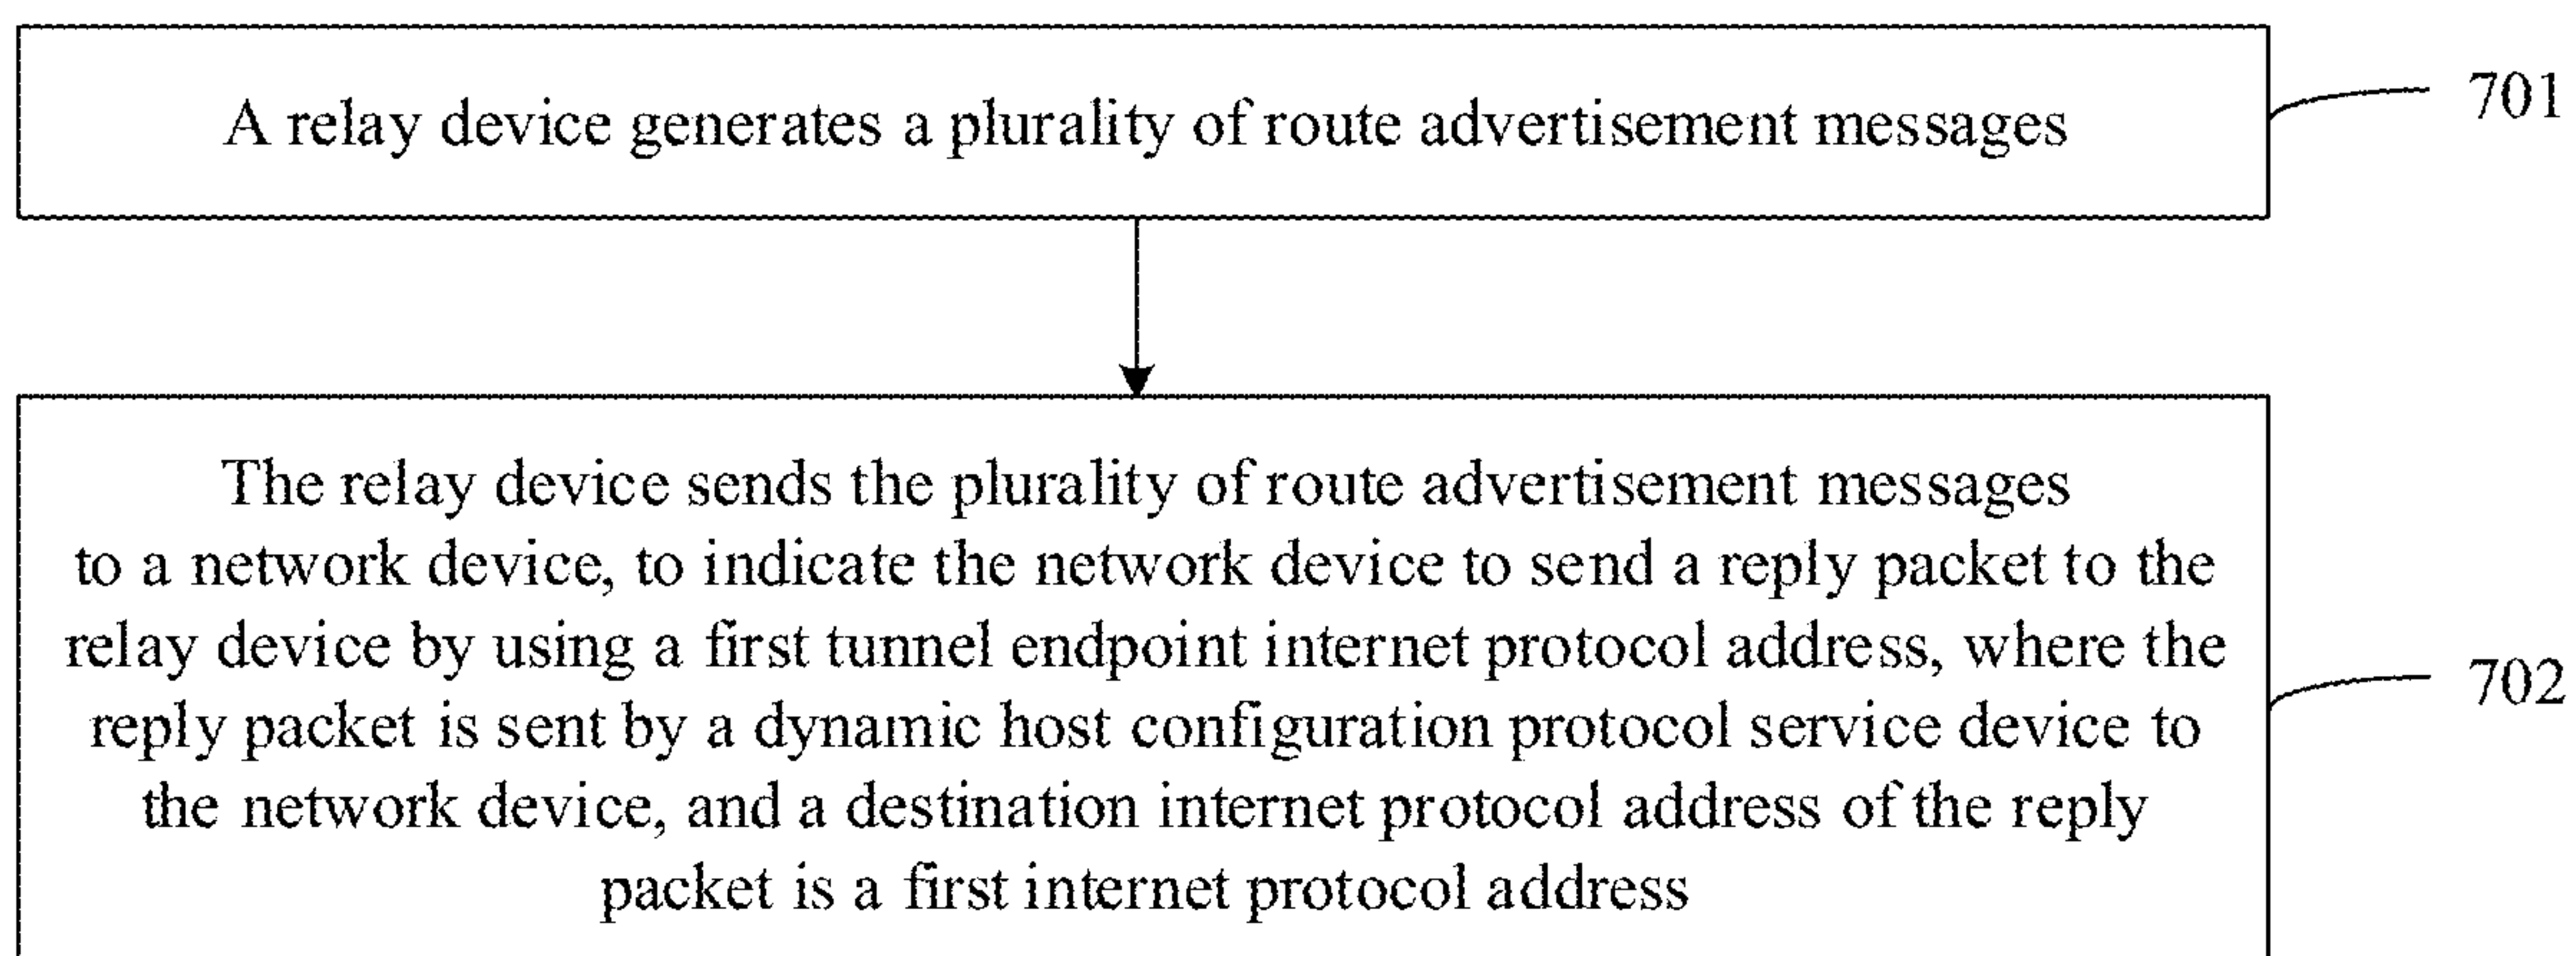 A relay device generates a plurality of route advertisement messages
701
The relay device sends the plurality of route advertisement messages
to a network device, to indicate the network device to send a reply packet to the
relay device by using a first tunnel endpoint internet protocol address, where the
reply packet is sent by a dynamic host configuration protocol service device to
the network device, and a destination internet protocol address of the reply
packet is a first internet protocol address
702